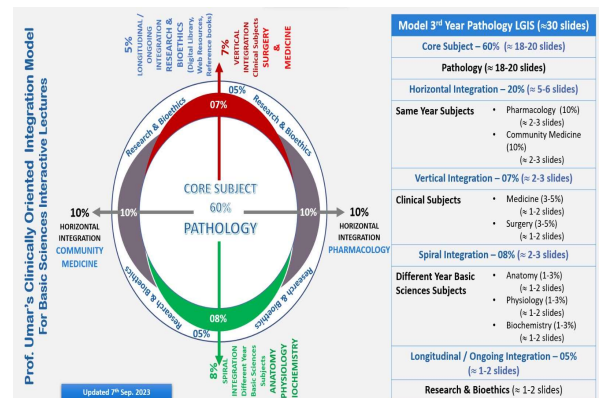 Prof. Umar's Clinically Oriented Integration Model
For Basic Sciences Interactive Lectures
5%
LONGITUDINAL /
ONGOING
INTEGRATION
RESEARCH &
BIOETHICS
(Digital Library,
Web Resources,
Reference books)
7%
VERTICAL
INTEGRATION
Clinical Subjects
SURGERY
&
MEDICINE
05%
Research & Bioethics
Research & Bioethics
07%
CORE SUBJECT
60%
PATHOLOGY
10%
HORIZONTAL
INTEGRATION
COMMUNITY
MEDICINE
10%
10%
10%
HORIZONTAL
INTEGRATION
PHARMACOLOGY
Research & Bioethics
Research & Bioethics
08%
05%
8%
SPIRAL
INTEGRATION
Different Year
Basic Sciences
Subjects
ANATOMY
PHYSIOLOGY
IOCHEMISTRY
Updated 7th Sep. 2023
Model 3rd Year Pathology LGIS (≈30 slides)
Core Subject – 60% (≈ 18-20 slides)
Pathology (≈ 18-20 slides)
Horizontal Integration – 20% (≈ 5-6 slides)
Same Year Subjects
• Pharmacology (10%)
(≈ 2-3 slides)
• Community Medicine
(10%)
(≈ 2-3 slides)
Vertical Integration – 07% (≈ 2-3 slides)
Clinical Subjects
• Medicine (3-5%)
(≈ 1-2 slides)
• Surgery (3-5%)
(≈ 1-2 slides)
Spiral Integration – 08% (≈ 2-3 slides)
Different Year Basic
Sciences Subjects
• Anatomy (1-3%)
(≈ 1-2 slides)
• Physiology (1-3%)
(≈ 1-2 slides)
• Biochemistry (1-3%)
(≈ 1-2 slides)
Longitudinal / Ongoing Integration – 05%
(≈ 1-2 slides)
Research & Bioethics (≈ 1-2 slides)